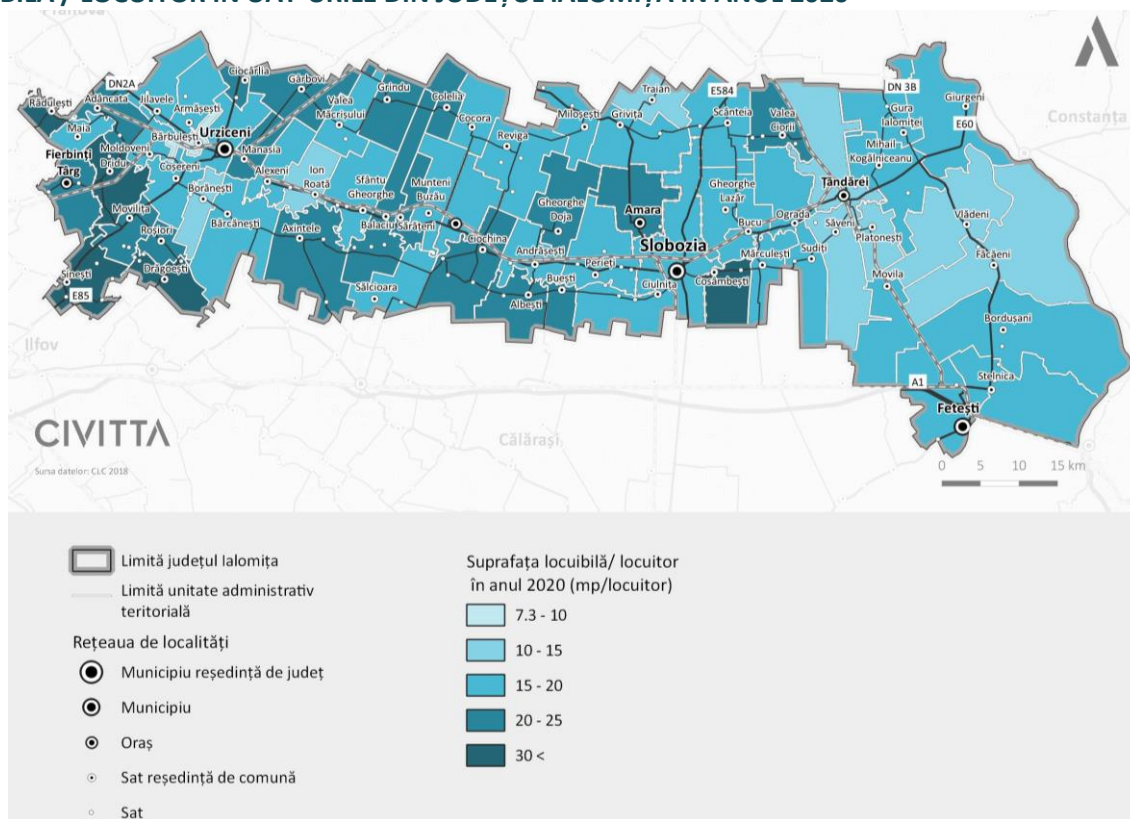 Prahova
Constanța
Ilfov
Călărași
DN2A
E584
DN 3B
E60
E85
A1
Rădulești
Adâncata
Jilavele
Ciocârlia
Gârbovi
Grindu
Colelia
Traian
Scânteia
Gura
Ialomiței
Giurgeni
Maia
Armășești
Bărbulești
Urziceni
Valea
Măcrișului
Cocora
Reviga
Miloșești
Grivița
Valea
Ciorii
Mihail
Kogălniceanu
Fierbinți
Târg
Moldoveni
Dridu
Coșereni
Manasia
Alexeni
Ion
Roată
Borănești
Sfântu
Gheorghe
Munteni
Buzău
Gheorghe
Doja
Amara
Gheorghe
Lazăr
Țăndărei
Movilița
Roșiori
Bărcănești
Axintele
Balaciu
Sărățeni
Ciochina
Andrășești
Perieți
Slobozia
Bucu
Ograda
Săveni
Platonești
Vlădeni
Sinești
Drăgoești
Sălcioara
Albești
Buești
Ciulnița
Cosâmbești
Mărculești
Sudiți
Movila
Făcăeni
Bordușani
Stelnica
Fetești
CIVITTA
Sursa datelor: CLC 2018
0 5 10 15 km
Limită județul Ialomița
Limită unitate administrativ
teritorială
Rețeaua de localități
Municipiu reședință de județ
Municipiu
Oraș
Sat reședință de comună
Sat
Suprafața locuibilă/ locuitor
în anul 2020 (mp/locuitor)
7.3 - 10
10 - 15
15 - 20
20 - 25
30 <